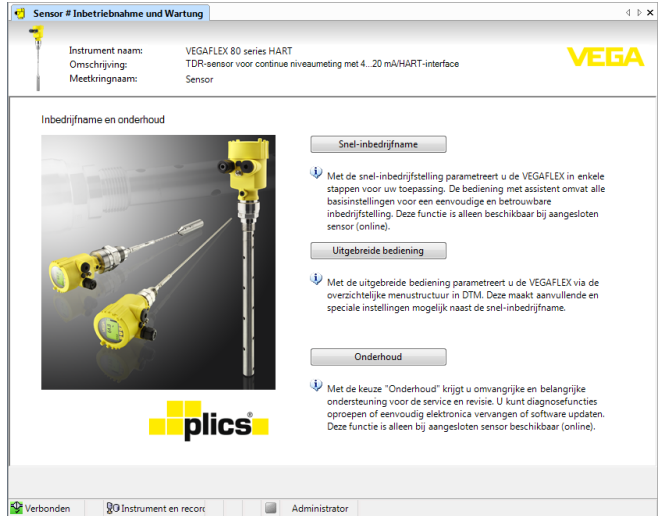 Sensor # Inbetriebnahme und Wartung
Instrument naam: VEGAFLEX 80 series HART
Omschrijving: TDR-sensor voor continue niveaumeting met 4...20 mA/HART-interface
Meetkringnaam: Sensor
VEGA
Inbedrijfname en onderhoud
Snel-inbedrijfname
Met de snel-inbedrijfstelling parametreert u de VEGAFLEX in enkele
stappen voor uw toepassing. De bediening met assistent omvat alle
basisinstellingen voor een eenvoudige en betrouwbare
inbedrijfstelling. Deze functie is alleen beschikbaar bij aangesloten
sensor (online).
Uitgebreide bediening
Met de uitgebreide bediening parametreert u de VEGAFLEX via de
overzichtelijke menustructuur in DTM. Deze maakt aanvullende en
speciale instellingen mogelijk naast de snel-inbedrijfname.
Onderhoud
Met de keuze "Onderhoud" krijgt u omvangrijke en belangrijke
ondersteuning voor de service en revisie. U kunt diagnosefuncties
oproepen of eenvoudig elektronica vervangen of software updaten.
Deze functie is alleen bij aangesloten sensor beschikbaar (online).
plics®
Verbonden Instrument en record Administrator